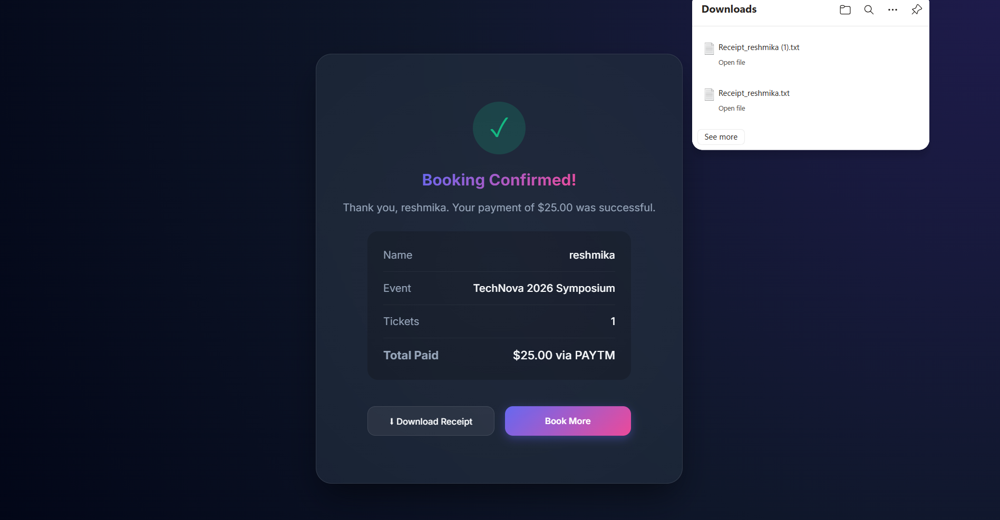 Downloads
Receipt_reshmika (1).txt
Open file
Receipt_reshmika.txt
Open file
See more
Booking Confirmed!
Thank you, reshmika. Your payment of $25.00 was successful.
Name reshmika
Event TechNova 2026 Symposium
Tickets 1
Total Paid $25.00 via PAYTM
⬇ Download Receipt
Book More